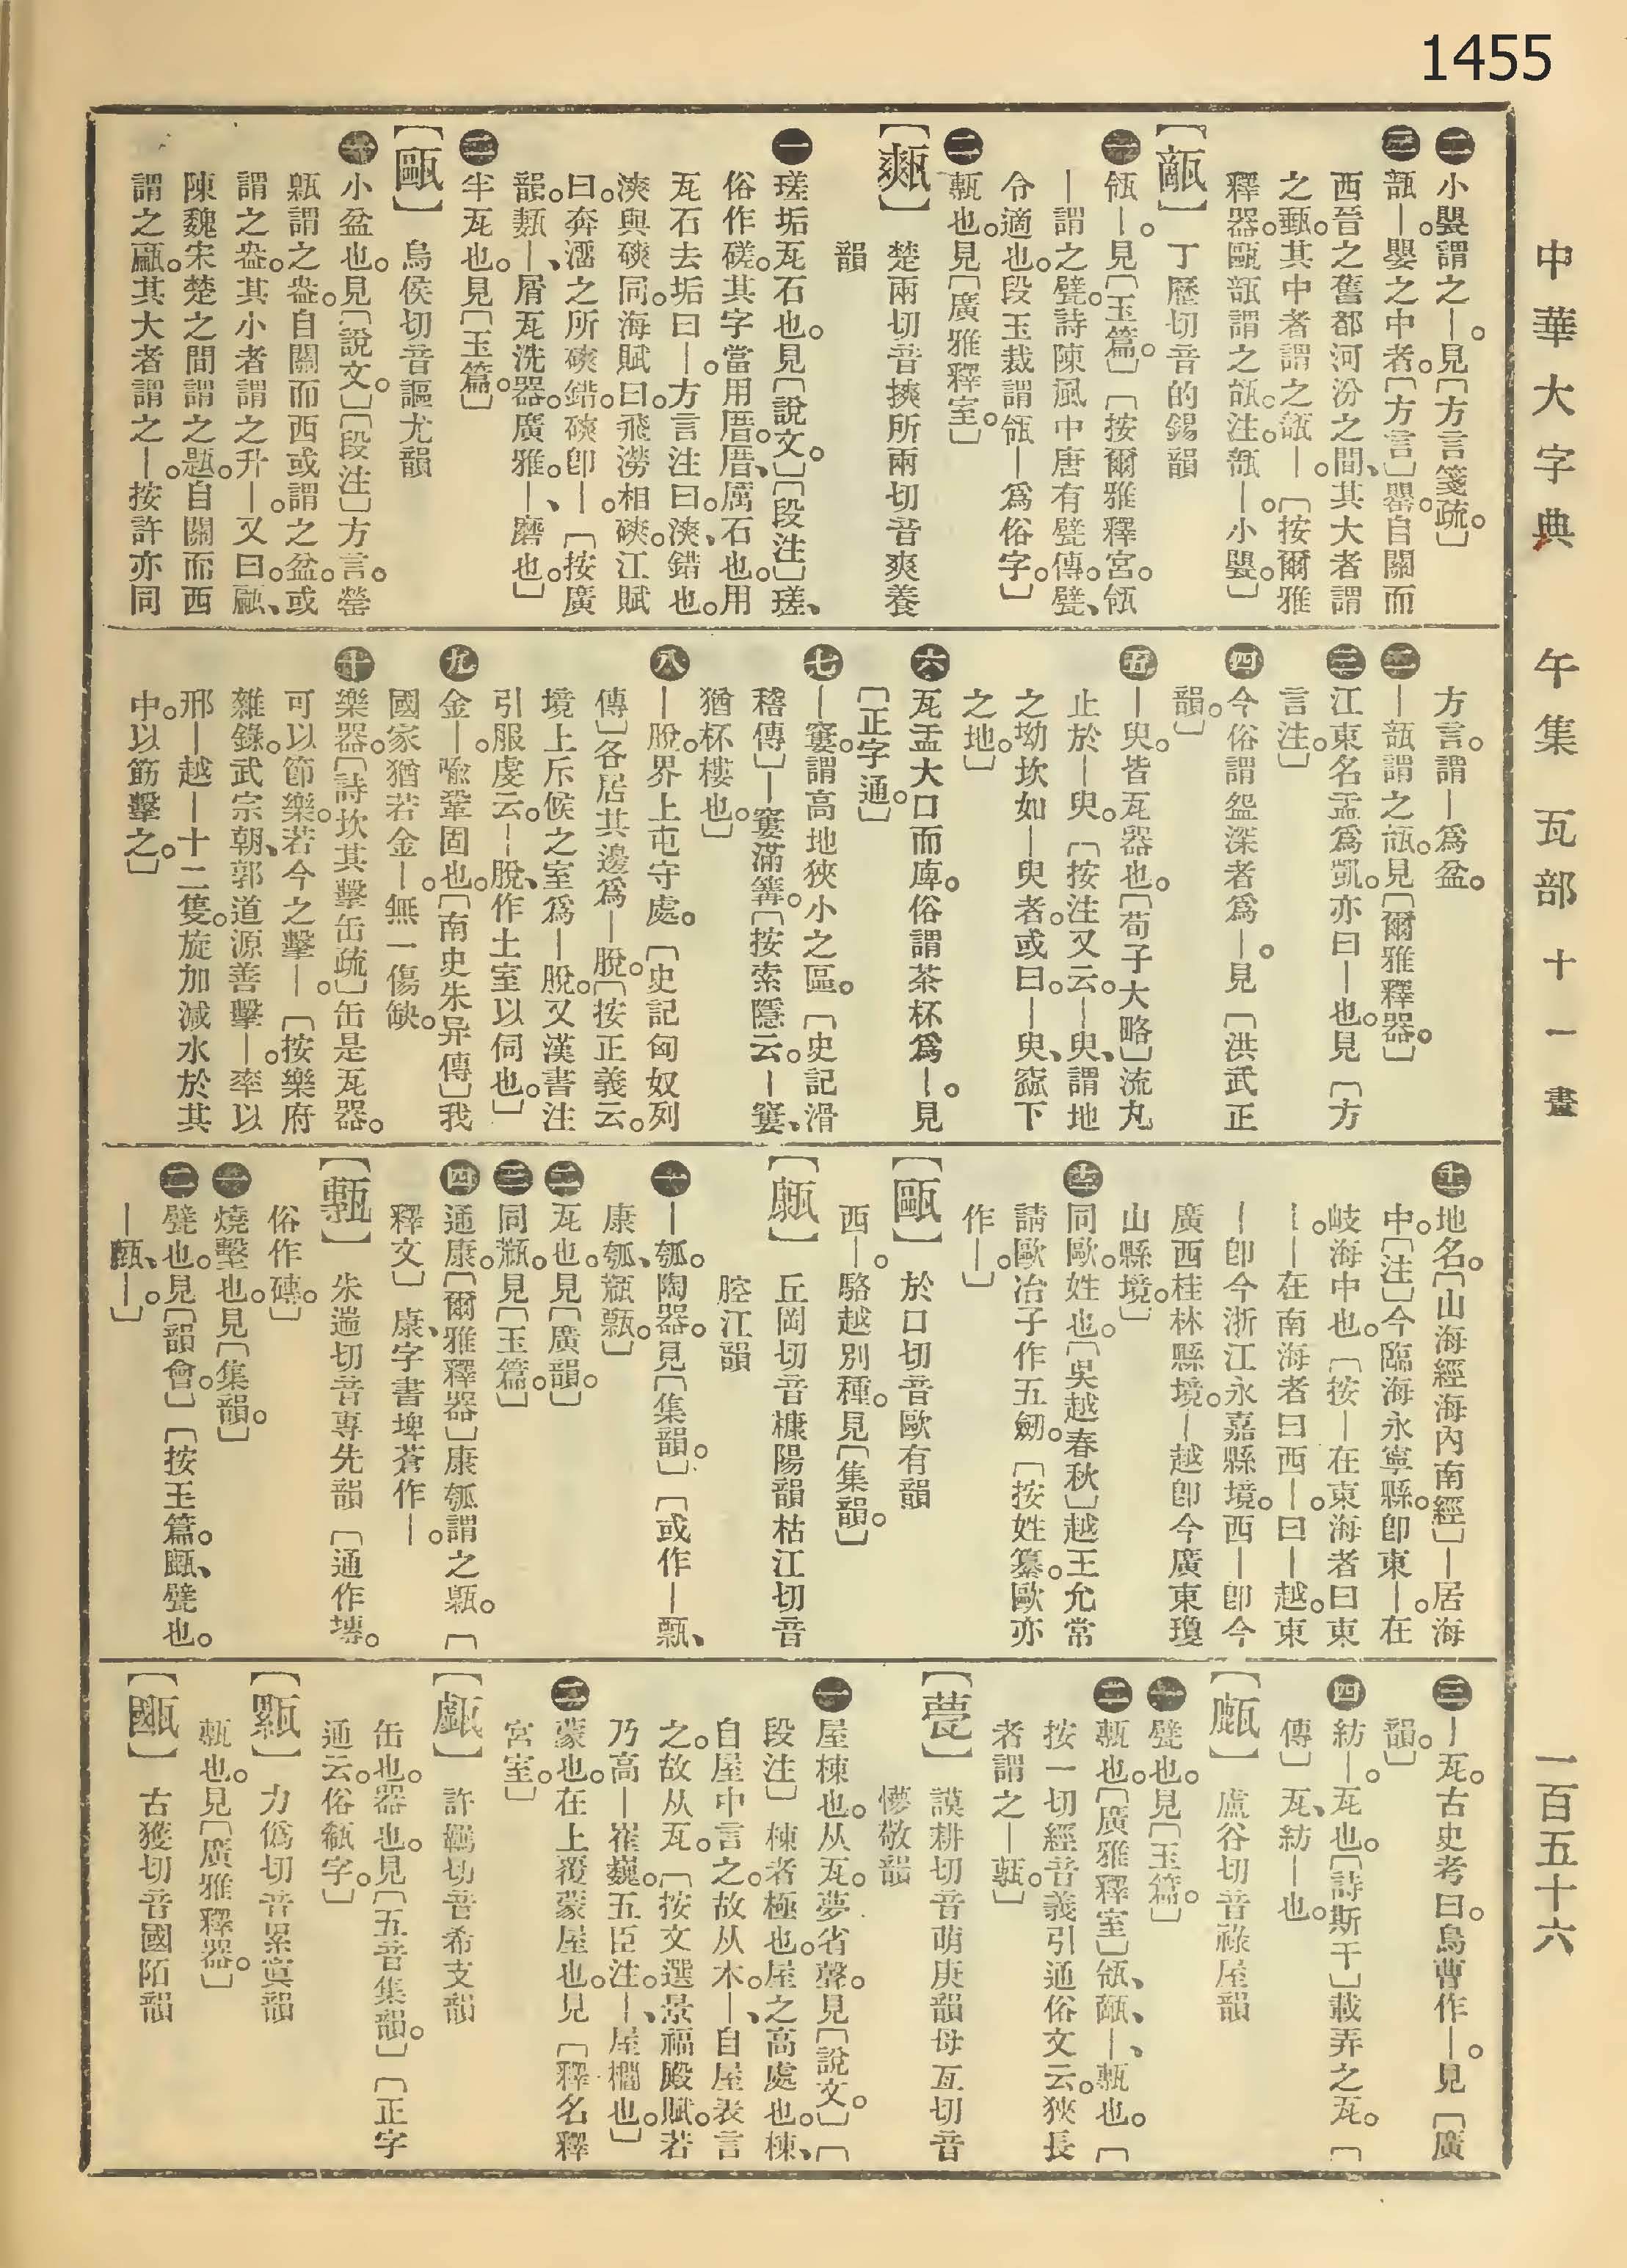 1455
中華大字典 午集 瓦部 十一畫 一百五十六
㊁小甖謂之—。見〔方言箋疏。〕
㊂瓿—。甖之中者。〔方言〕罌。自關而
西晉之舊都河汾之間、其大者謂
之甀。其中者謂之瓿—。〔按爾雅
釋器。甌瓿謂之瓵。注。瓿—。小甖。〕
【甋】 丁歷切音的錫韻
㊀瓴—。見〔玉篇。〕〔按爾雅釋宮。瓴
—謂之甓。詩陳風中唐有甓傳。甓、
令適也。段玉裁謂瓴—爲俗字。〕
㊁甎也。見〔廣雅釋室。〕
【甐】 楚兩切音摤所兩切音爽養
韻
㊀瑳垢瓦石也。見〔說文。〕〔段注〕瑳、
俗作磋。其字當用厝。厝、厲石也。用
瓦石去垢曰—。方言注曰。漺、錯也。
漺與磢同。海賦曰。飛澇相磢。江賦
曰。奔溜之所磢錯。磢卽—。〔按廣
韻。甐—、屑瓦洗器。廣雅。—、磨也。〕
㊁半瓦也。見〔玉篇。〕
【甌】 烏侯切音謳尤韻
㊀小盆也。見〔說文。〕〔段注〕方言。罃
甈謂之盎。自關而西或謂之盆。或
謂之盎。其小者謂之升—。又曰。㼐、
陳魏宋楚之間謂之題。自關而西
謂之㼐。其大者謂之—。按許亦同
方言。謂—爲盆。
㊁—瓿謂之瓵。見〔爾雅釋器。〕
㊂江東名盂爲凱。亦曰—也。見〔方
言注。〕
㊃今俗謂盌深者爲—。見〔洪武正
韻。〕
㊄—臾。皆瓦器也。〔荀子大略〕流丸
止於—臾。〔按注又云。—臾、謂地
之坳坎如—臾者。或曰。—臾、窳下
之地。〕
㊅瓦盂大口而庳。俗謂茶杯爲—。見
〔正字通。〕
㊆—窶。謂高地狹小之區。〔史記滑
稽傳〕—窶滿篝。〔按索隱云。—窶、
猶杯樓也。〕
㊇—脫。界上屯守處。〔史記匈奴列
傳〕各居其邊爲—脫。〔按正義云。
境上斥候之室爲—脫。又漢書注
引服虔云。—脫、作土室以伺也。〕
㊈金—。喩鞏固也。〔南史朱异傳〕我
國家猶若金—。無一傷缺。
㊉樂器。〔詩坎其擊缶疏〕缶是瓦器。
可以節樂。若今之擊—。〔按樂府
雜錄。武宗朝、郭道源善擊—。率以
邢—越—十二隻。旋加減水於其
中。以筯擊之。〕
⑪地名。〔山海經海內南經〕—居海
中。〔注〕今臨海永寧縣。卽東—。在
岐海中也。〔按—在東海者曰東
—。—在南海者曰西—。曰—越。東
—卽今浙江永嘉縣境。西—卽今
廣西桂林縣境。—越卽今廣東瓊
山縣境。〕
⑫同歐。姓也。〔吳越春秋〕越王允常
請歐冶子作五劒。〔按姓纂。歐亦
作—。〕
【甌】 於口切音歐有韻
西—。駱越別種。見〔集韻。〕
【甈】 丘岡切音糠陽韻枯江切音
腔江韻
㊀—瓠。陶器。見〔集韻。〕〔或作—甈、
康瓠、甈。〕
㊁瓦也。見〔廣韻。〕
㊂同㼹。見〔玉篇。〕
㊃通康。〔爾雅釋器〕康瓠謂之甈。〔
釋文〕康、字書埤蒼作—。
【甎】 朱遄切音專先韻 〔通作塼。
俗作磚。〕
㊀燒墼也。見〔集韻。〕
㊁甓也。見〔韻會。〕〔按玉篇。甋、甓也。
—甋、—。〕
㊂—瓦。古史考曰。烏曹作—。見〔廣
韻。〕
㊃紡—。瓦也。〔詩斯干〕載弄之瓦。〔
傳〕瓦、紡—也。
【甗】 盧谷切音祿屋韻
㊀甓也。見〔玉篇。〕
㊁甎也。〔廣雅釋室〕瓴、甋、—、甎也。〔
按一切經音義引通俗文云。狹長
者謂之—甎。〕
【甍】 謨耕切音萌庚韻母亙切音
懜敬韻
㊀屋棟也。从瓦。夢省聲。見〔說文。〕〔
段注〕棟者極也。屋之高處也。棟、
自屋中言之。故从木。—、自屋表言
之。故从瓦。〔按文選景福殿賦。若
乃高—崔巍。五臣注。—、屋櫩也。〕
㊁蒙也。在上覆蒙屋也。見〔釋名釋
宮室。〕
【㽉】 許羈切音希支韻
缶也。器也。見〔五音集韻。〕〔正字
通云。俗㽉字。〕
【㽆】 力僞切音累寘韻
甎也。見〔廣雅釋器。〕
【㼽】 古獲切音國陌韻